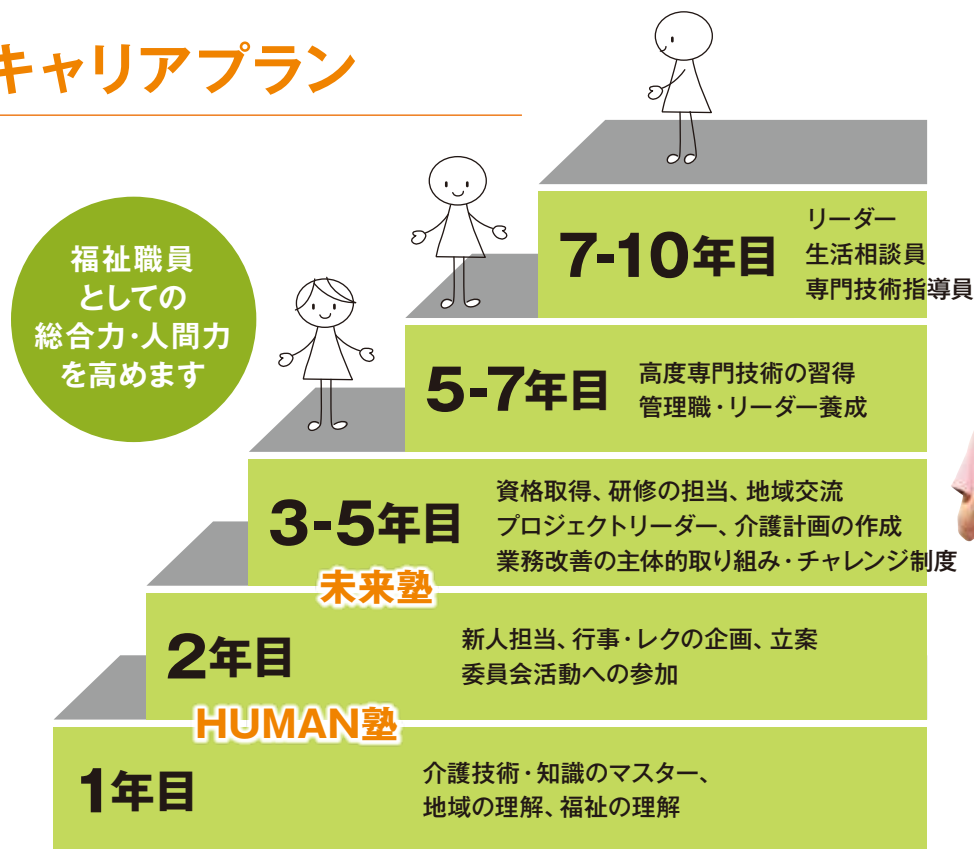 キャリアプラン
福祉職員
としての
総合力・人間力
を高めます
7-10年目
リーダー
生活相談員
専門技術指導員
5-7年目
高度専門技術の習得
管理職・リーダー養成
3-5年目
資格取得、研修の担当、地域交流
プロジェクトリーダー、介護計画の作成
業務改善の主体的取り組み・チャレンジ制度
未来塾
2年目
新人担当、行事・レクの企画、立案
委員会活動への参加
HUMAN塾
1年目
介護技術・知識のマスター、
地域の理解、福祉の理解